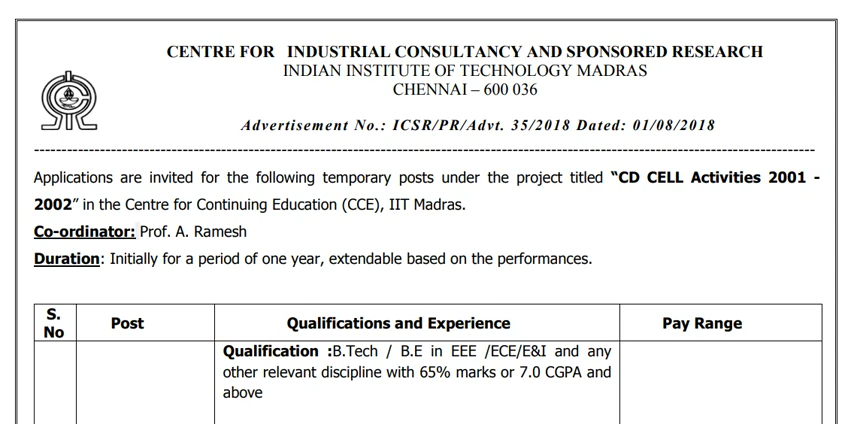 CENTRE FOR INDUSTRIAL CONSULTANCY AND SPONSORED RESEARCH
INDIAN INSTITUTE OF TECHNOLOGY MADRAS
CHENNAI – 600 036
Advertisement No.: ICSR/PR/Advt. 35/2018 Dated: 01/08/2018
Applications are invited for the following temporary posts under the project titled “CD CELL Activities 2001 -
2002” in the Centre for Continuing Education (CCE), IIT Madras.
Co-ordinator: Prof. A. Ramesh
Duration: Initially for a period of one year, extendable based on the performances.
S.
No
Post
Qualifications and Experience
Pay Range
Qualification :B.Tech / B.E in EEE /ECE/E&I and any
other relevant discipline with 65% marks or 7.0 CGPA and
above